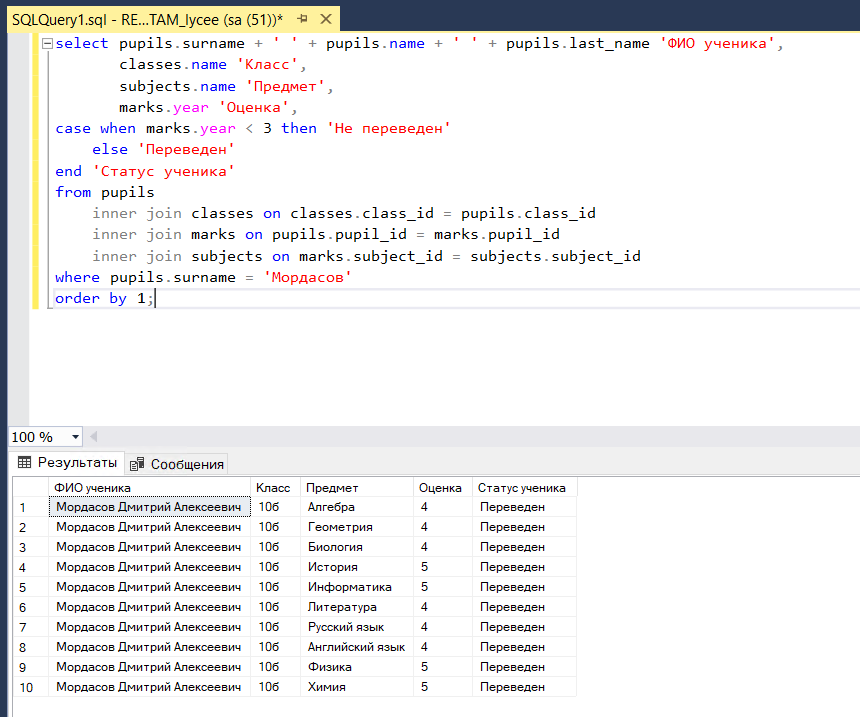 SQLQuery1.sql - RE...TAM_lycee (sa (51))*
select pupils.surname + ' ' + pupils.name + ' ' + pupils.last_name 'ФИО ученика',
classes.name 'Класс',
subjects.name 'Предмет',
marks.year 'Оценка',
case when marks.year < 3 then 'Не переведен'
else 'Переведен'
end 'Статус ученика'
from pupils
inner join classes on classes.class_id = pupils.class_id
inner join marks on pupils.pupil_id = marks.pupil_id
inner join subjects on marks.subject_id = subjects.subject_id
where pupils.surname = 'Мордасов'
order by 1;
100 %
Результаты Сообщения
ФИО ученика Класс Предмет Оценка Статус ученика
1 Мордасов Дмитрий Алексеевич 10б Алгебра 4 Переведен
2 Мордасов Дмитрий Алексеевич 10б Геометрия 4 Переведен
3 Мордасов Дмитрий Алексеевич 10б Биология 4 Переведен
4 Мордасов Дмитрий Алексеевич 10б История 5 Переведен
5 Мордасов Дмитрий Алексеевич 10б Информатика 5 Переведен
6 Мордасов Дмитрий Алексеевич 10б Литература 4 Переведен
7 Мордасов Дмитрий Алексеевич 10б Русский язык 4 Переведен
8 Мордасов Дмитрий Алексеевич 10б Английский язык 4 Переведен
9 Мордасов Дмитрий Алексеевич 10б Физика 5 Переведен
10 Мордасов Дмитрий Алексеевич 10б Химия 5 Переведен